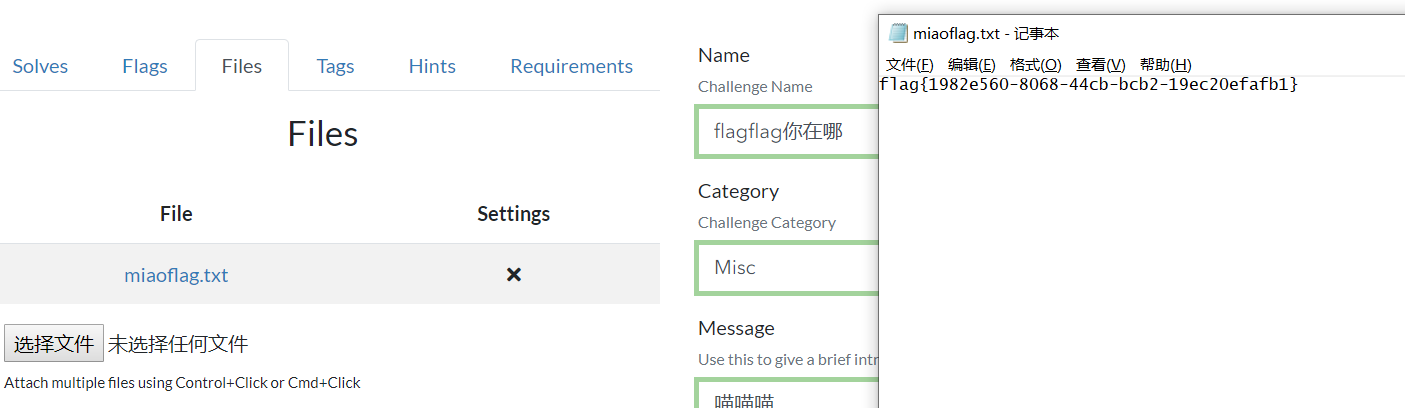 Solves Flags Files Tags Hints Requirements
Files
File Settings
miaoflag.txt
选择文件 未选择任何文件
Attach multiple files using Control+Click or Cmd+Click
Name
Challenge Name
flagflag你在哪
Category
Challenge Category
Misc
Message
Use this to give a brief intr
喵喵喵
miaoflag.txt - 记事本
文件(F) 编辑(E) 格式(O) 查看(V) 帮助(H)
flag{1982e560-8068-44cb-bcb2-19ec20efafb1}